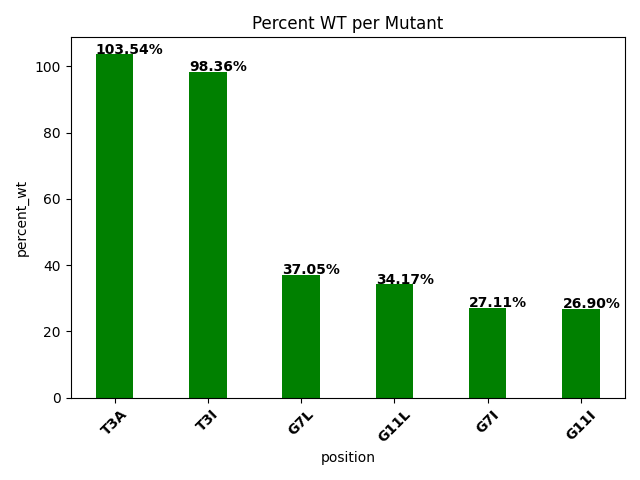 Percent WT per Mutant
103.54%
98.36%
37.05%
34.17%
27.11%
26.90%
100
80
60
40
20
0
percent_wt
T3A
T3I
G7L
G11L
G7I
G11I
position